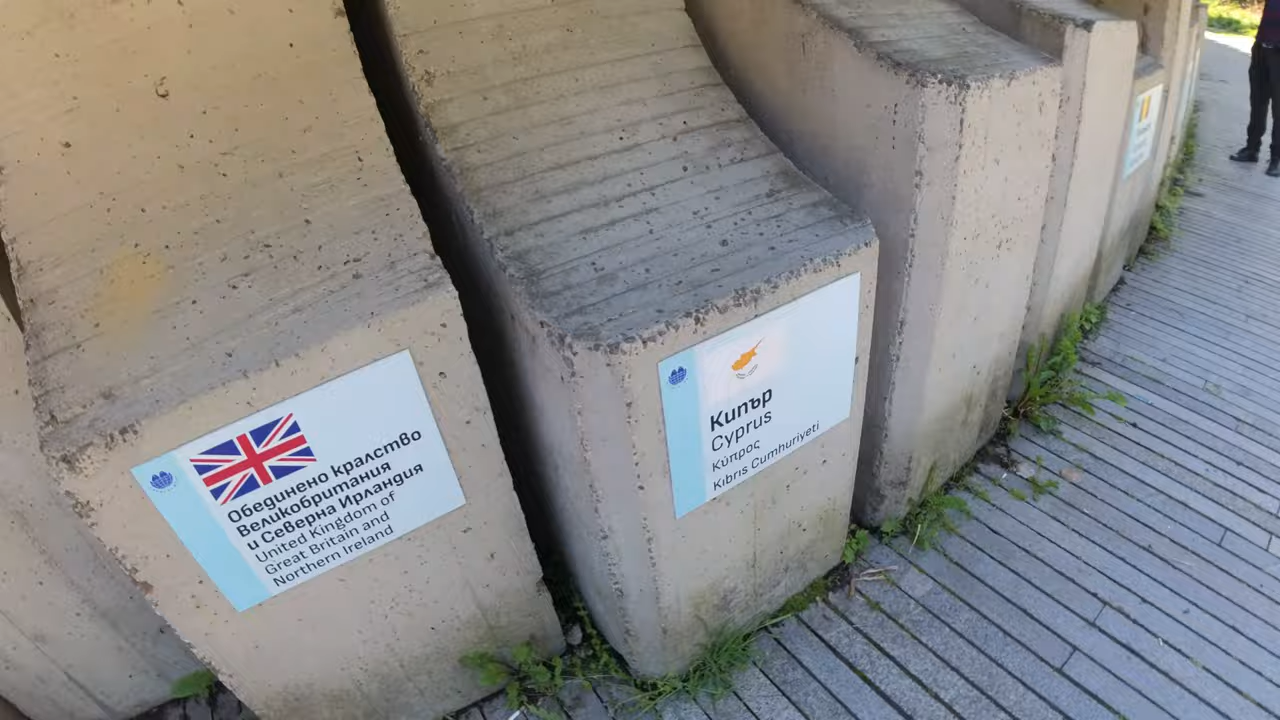 Обединено кралство
Великобритания
и Северна Ирландия
United Kingdom of
Great Britain and
Northern Ireland
Кипър
Cyprus
Κύπρος
Kıbrıs Cumhuriyeti